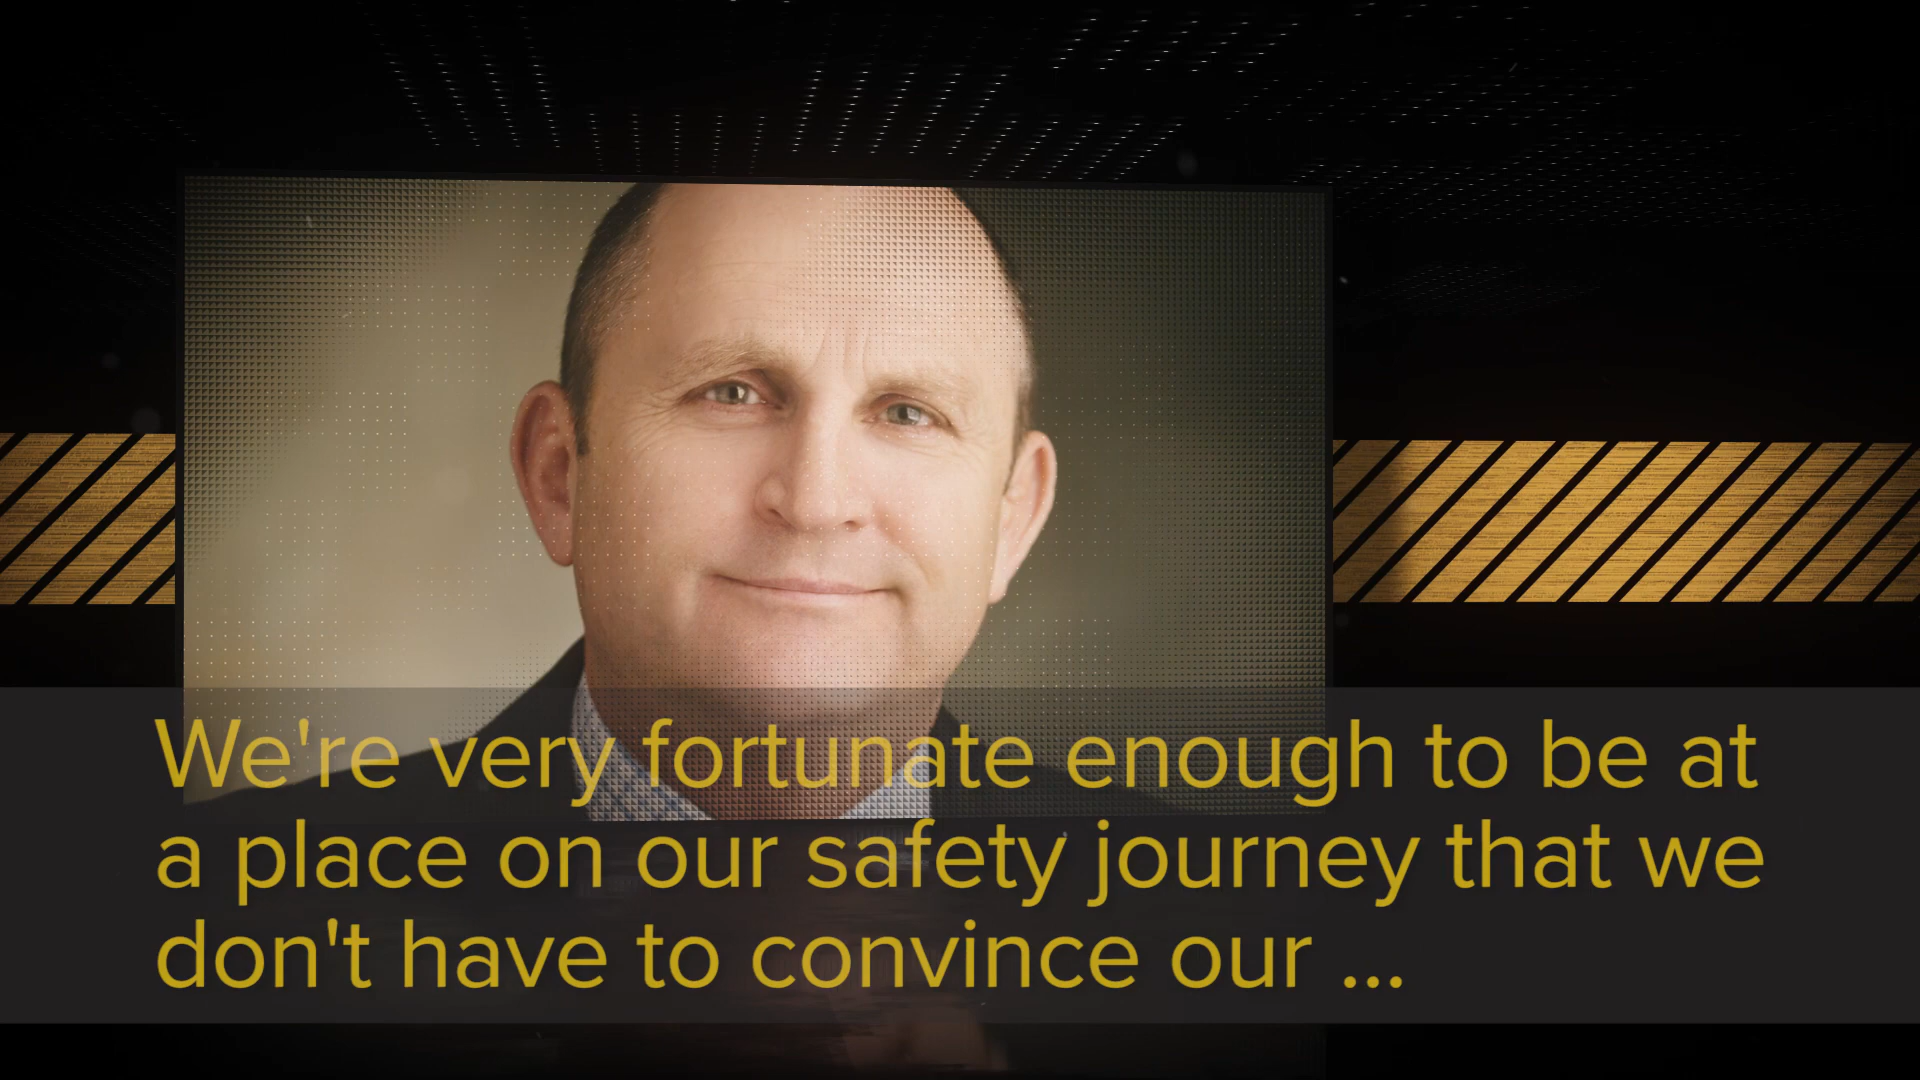 We're very fortunate enough to be at
a place on our safety journey that we
don't have to convince our ...